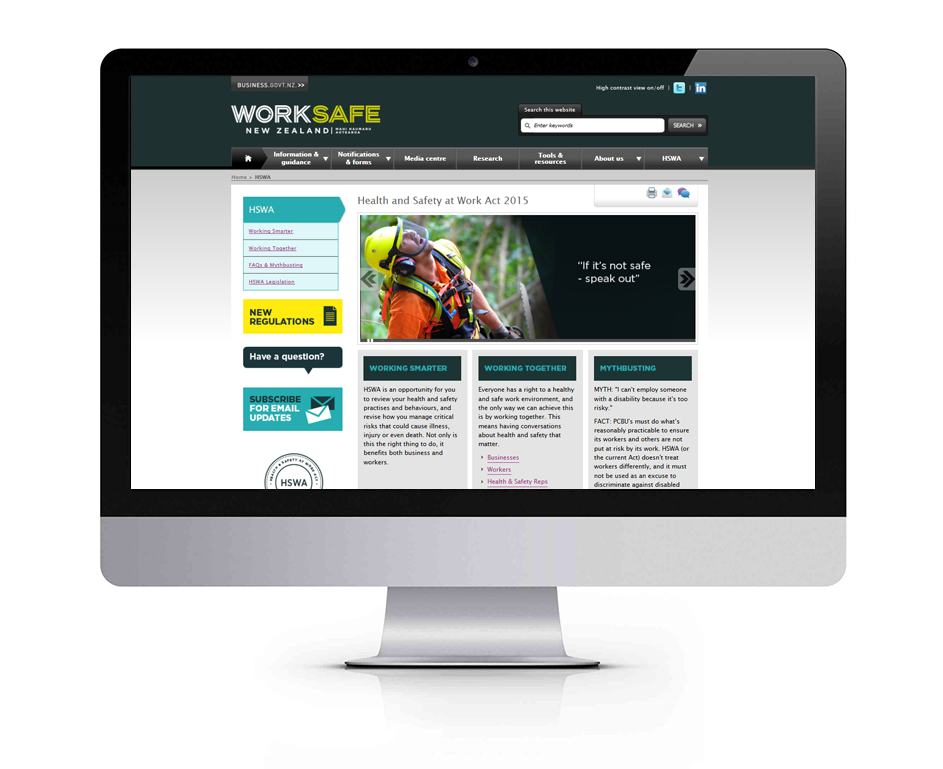 BUSINESS.GOVT.NZ. >>
High contrast view on/off | |
WORKSAFE
NEW ZEALAND | MAHI HAUMARU
AOTEAROA
Search this website
Enter keywords
SEARCH »
Information &
guidance
Notifications
& forms
Media centre
Research
Tools &
resources
About us
HSWA
Home > HSWA
HSWA
Working Smarter
Working Together
FAQs & Mythbusting
HSWA Legislation
NEW
REGULATIONS
Have a question?
SUBSCRIBE
FOR EMAIL
UPDATES
HEALTH & SAFETY AT WORK ACT
HSWA
Health and Safety at Work Act 2015
"If it's not safe
- speak out"
WORKING SMARTER
HSWA is an opportunity for you
to review your health and safety
practises and behaviours, and
revise how you manage critical
risks that could cause illness,
injury or even death. Not only is
this the right thing to do, it
benefits both business and
workers.
WORKING TOGETHER
Everyone has a right to a healthy
and safe work environment, and
the only way we can achieve this
is by working together. This
means having conversations
about health and safety that
matter.
Businesses
Workers
Health & Safety Reps
MYTHBUSTING
MYTH: "I can't employ someone
with a disability because it's too
risky."
FACT: PCBU's must do what's
reasonably practicable to ensure
its workers and others are not
put at risk by its work. HSWA (or
the current Act) doesn't treat
workers differently, and it must
not be used as an excuse to
discriminate against disabled